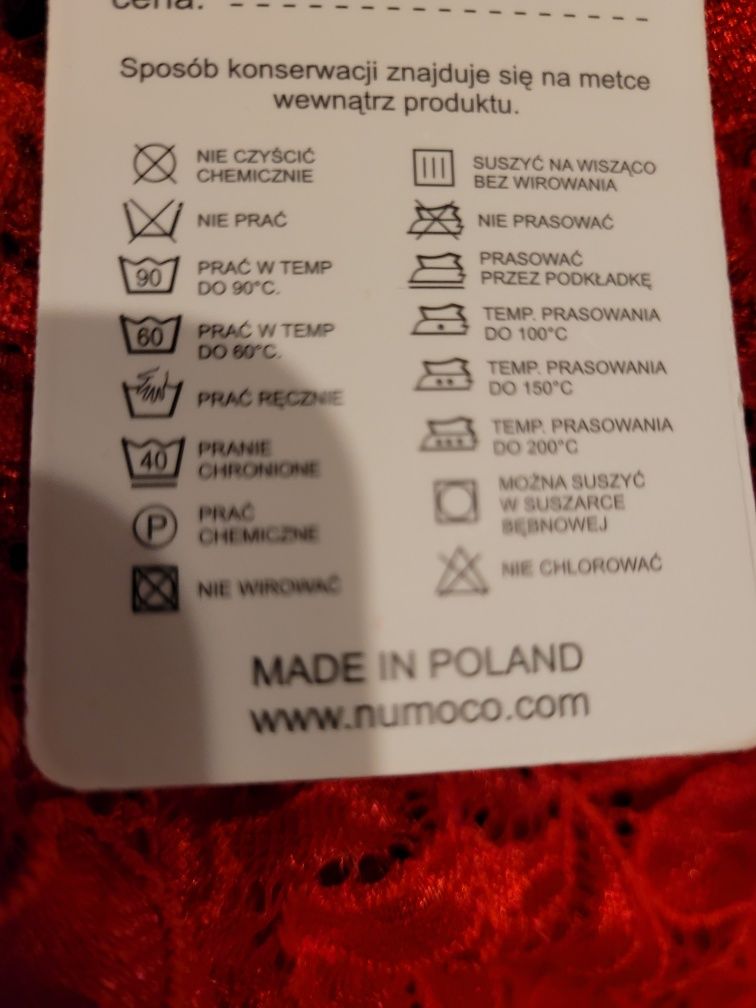 cena: --------------------
Sposób konserwacji znajduje się na metce
wewnątrz produktu.
NIE CZYŚCIĆ
CHEMICZNIE
NIE PRAĆ
90 PRAĆ W TEMP
DO 90°C.
60 PRAĆ W TEMP
DO 60°C.
PRAĆ RĘCZNIE
40 PRANIE
CHRONIONE
P PRAĆ
CHEMICZNE
NIE WIROWAĆ
SUSZYĆ NA WISZĄCO
BEZ WIROWANIA
NIE PRASOWAĆ
PRASOWAĆ
PRZEZ PODKŁADKĘ
TEMP. PRASOWANIA
DO 100°C
TEMP. PRASOWANIA
DO 150°C
TEMP. PRASOWANIA
DO 200°C
MOŻNA SUSZYĆ
W SUSZARCE
BĘBNOWEJ
NIE CHLOROWAĆ
MADE IN POLAND
www.numoco.com